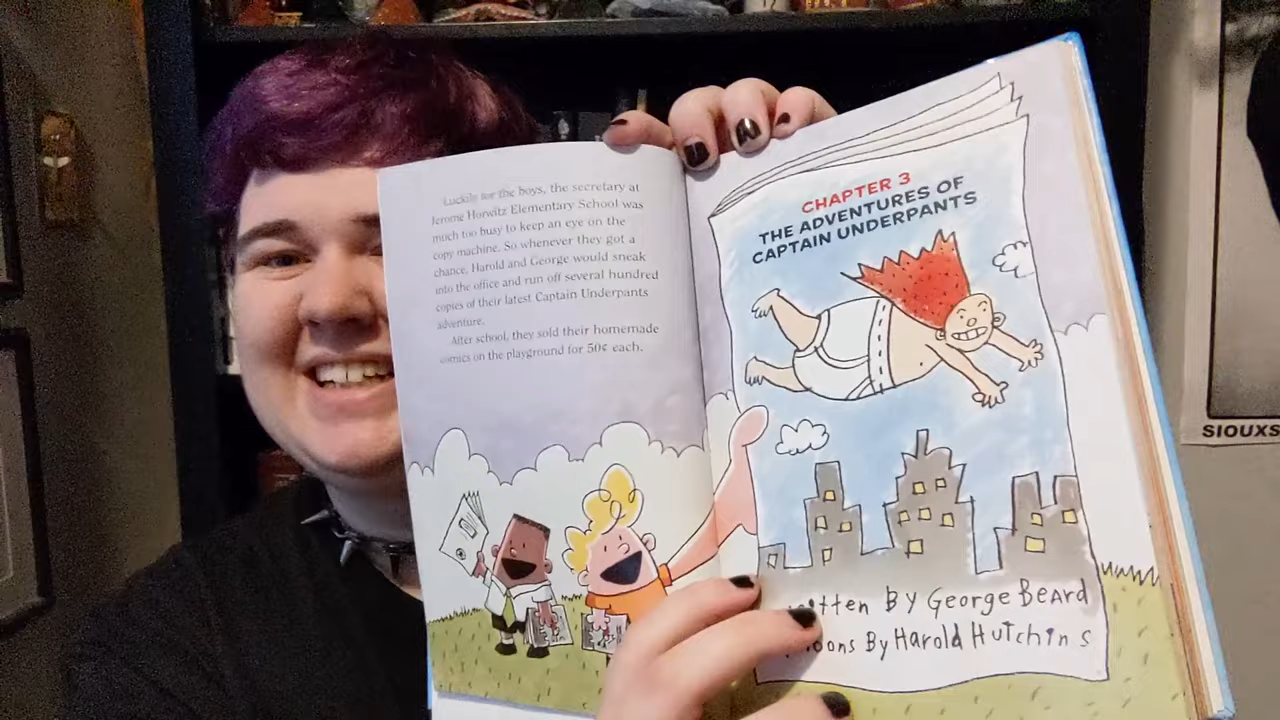 Luckily for the boys, the secretary at
Jerome Horwitz Elementary School was
much too busy to keep an eye on the
copy machine. So whenever they got a
chance, Harold and George would sneak
into the office and run off several hundred
copies of their latest Captain Underpants
adventure.
After school, they sold their homemade
comics on the playground for 50¢ each.
CHAPTER 3
THE ADVENTURES OF
CAPTAIN UNDERPANTS
BY George Beard
By Harold Hutchins
SIOUXS